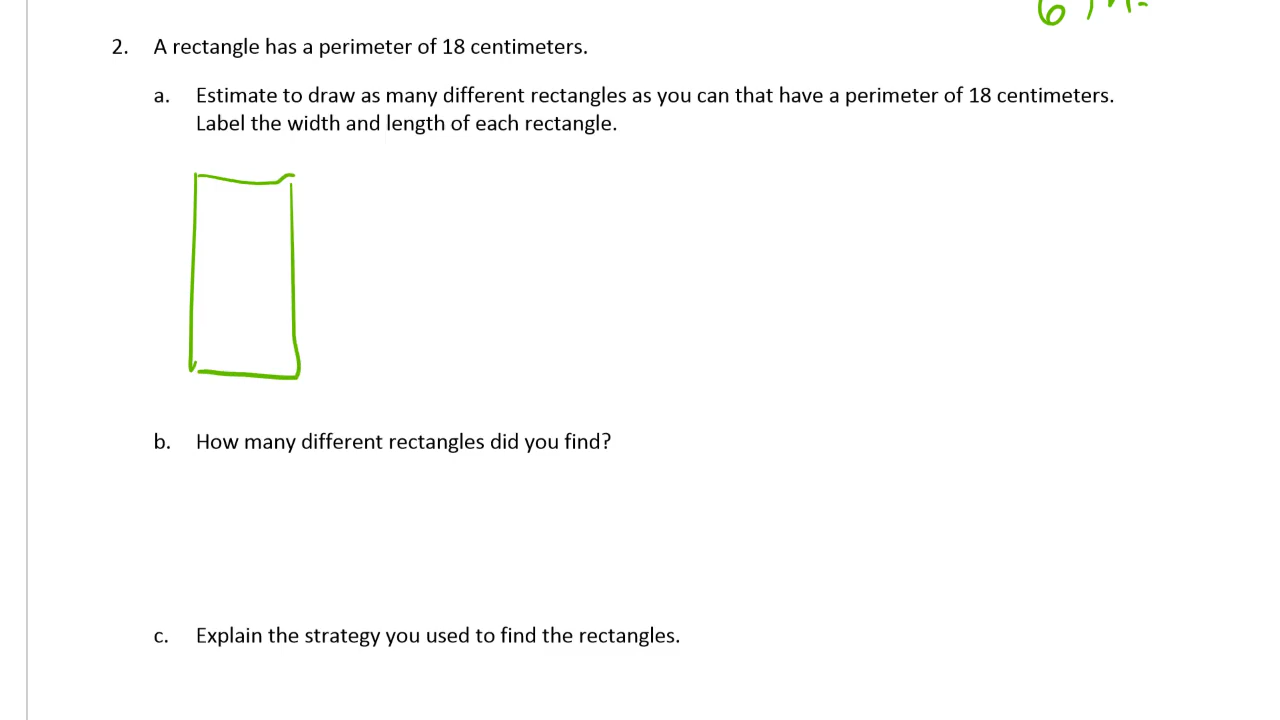 2. A rectangle has a perimeter of 18 centimeters.
a. Estimate to draw as many different rectangles as you can that have a perimeter of 18 centimeters.
Label the width and length of each rectangle.
b. How many different rectangles did you find?
c. Explain the strategy you used to find the rectangles.